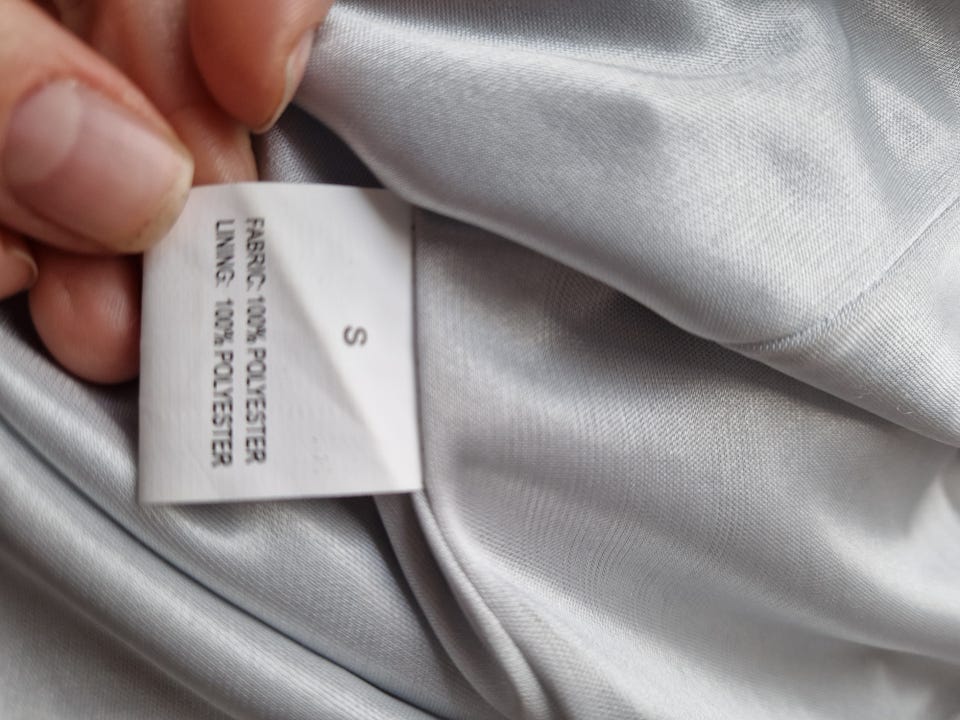 S
FABRIC: 100% POLYESTER
LINING: 100% POLYESTER